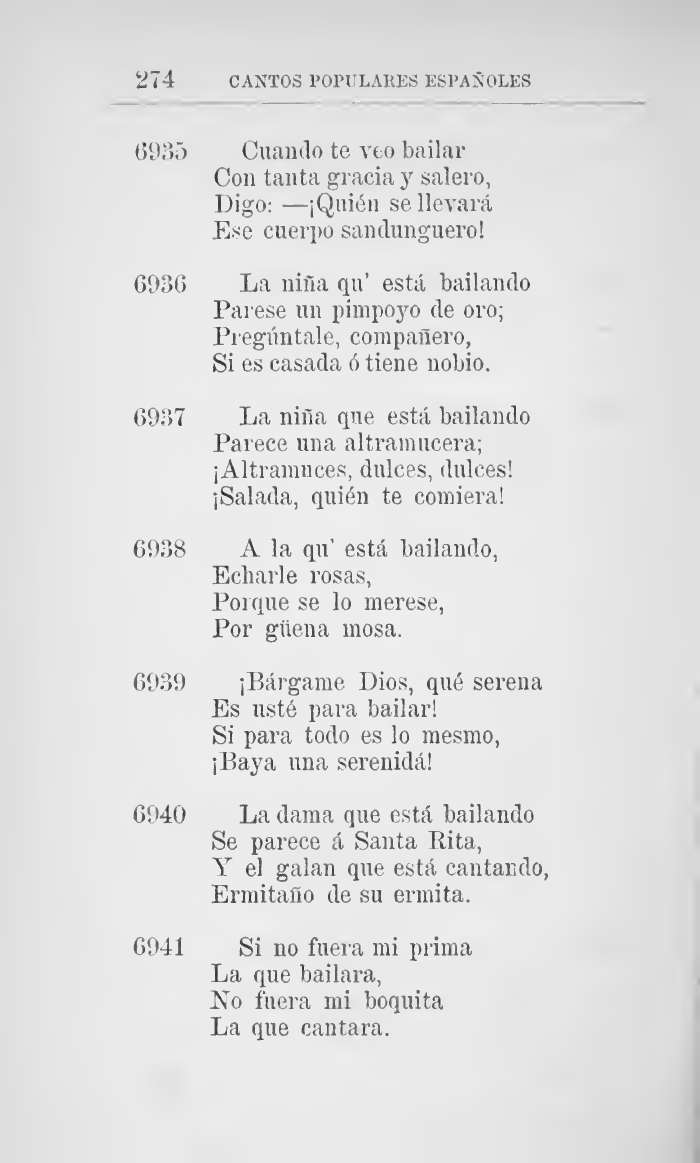 274 CANTOS POPULARES ESPAÑOLES
6935 Cuando te veo bailar
Con tanta gracia y salero,
Digo: —¡Quién se llevará
Ese cuerpo sandunguero!
6936 La niña qu' está bailando
Parese un pimpoyo de oro;
Pregúntale, compañero,
Si es casada ó tiene nobio.
6937 La niña que está bailando
Parece una altramucera;
¡Altramuces, dulces, dulces!
¡Salada, quién te comiera!
6938 A la qu' está bailando,
Echarle rosas,
Porque se lo merese,
Por güena mosa.
6939 ¡Bárgame Dios, qué serena
Es usté para bailar!
Si para todo es lo mesmo,
¡Baya una serenidá!
6940 La dama que está bailando
Se parece á Santa Rita,
Y el galan que está cantando,
Ermitaño de su ermita.
6941 Si no fuera mi prima
La que bailara,
No fuera mi boquita
La que cantara.